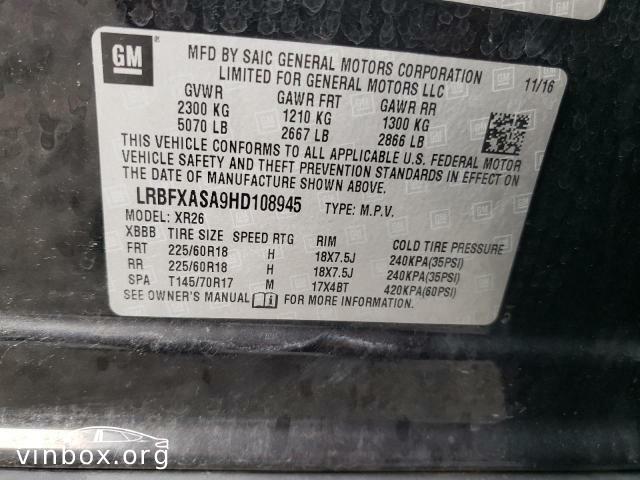 GM
MFD BY SAIC GENERAL MOTORS CORPORATION
LIMITED FOR GENERAL MOTORS LLC
11/16
GVWR GAWR FRT GAWR RR
2300 KG 1210 KG 1300 KG
5070 LB 2667 LB 2866 LB
THIS VEHICLE CONFORMS TO ALL APPLICABLE U.S. FEDERAL MOTOR
VEHICLE SAFETY AND THEFT PREVENTION STANDARDS IN EFFECT ON
THE DATE OF MANUFACTURE SHOWN ABOVE.
LRBFXASA9HD108945 TYPE: M.P.V.
MODEL: XR26
XBBB TIRE SIZE SPEED RTG RIM COLD TIRE PRESSURE
FRT 225/60R18 H 18X7.5J 240KPA(35PSI)
RR 225/60R18 H 18X7.5J 240KPA(35PSI)
SPA T145/70R17 M 17X4BT 420KPA(60PSI)
SEE OWNER'S MANUAL i FOR MORE INFORMATION.
vinbox.org